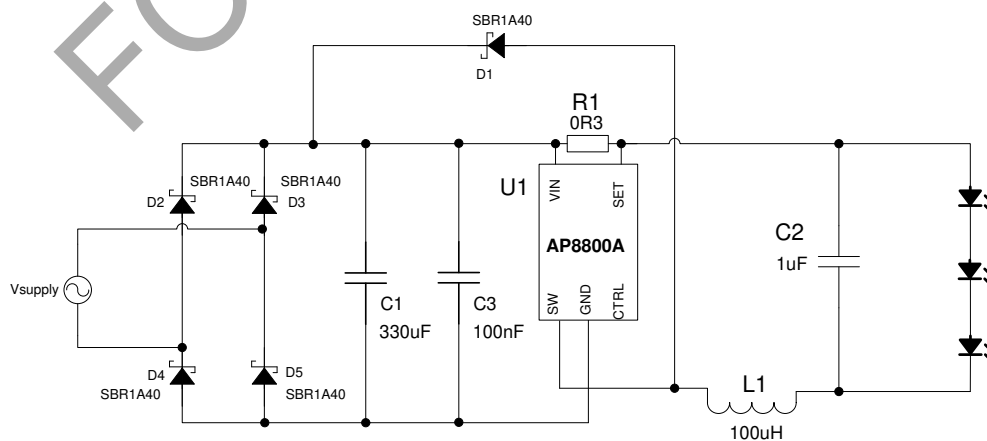 FO
SBR1A40
D1
R1
0R3
SBR1A40
SBR1A40
D2
D3
U1
VIN
SET
AP8800A
SW
GND
CTRL
Vsupply
C1
330uF
C3
100nF
C2
1uF
D4
SBR1A40
D5
SBR1A40
L1
100uH